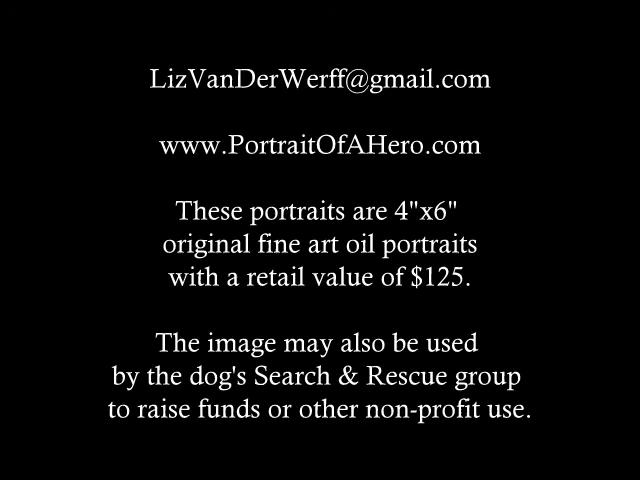 LizVanDerWerff@gmail.com
www.PortraitOfAHero.com
These portraits are 4"x6"
original fine art oil portraits
with a retail value of $125.
The image may also be used
by the dog's Search & Rescue group
to raise funds or other non-profit use.